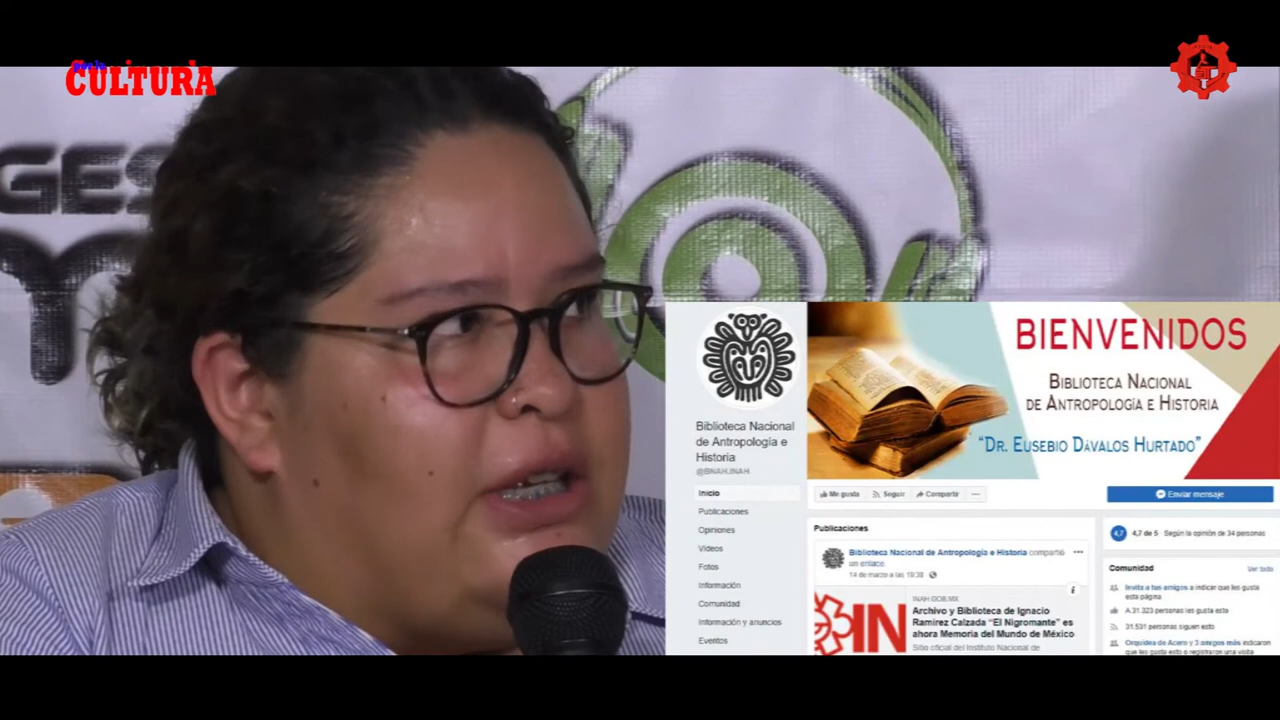 CULTURA
GES
BIENVENIDOS
BIBLIOTECA NACIONAL
DE ANTROPOLOGÍA E HISTORIA
"DR. EUSEBIO DÁVALOS HURTADO"
Biblioteca Nacional
de Antropología e
Historia
@BNAH.INAH
Inicio
Publicaciones
Opiniones
Vídeos
Fotos
Información
Comunidad
Información y anuncios
Eventos
Me gusta
Seguir
Compartir
Enviar mensaje
Publicaciones
Biblioteca Nacional de Antropología e Historia compartió
un enlace.
14 de marzo a las
INAH.GOB.MX
Archivo y Biblioteca de Ignacio
Ramírez Calzada "El Nigromante" es
ahora Memoria del Mundo de México
Sitio oficial del Instituto Nacional de
IN
4,7
4,7 de 5 · Según la opinión de 34 personas
Comunidad
Ver todo
Invita a tus amigos a indicar que les gusta
esta página
A 31.323 personas les gusta esto
31.531 personas siguen esto
Orquidea de Acero y 3 amigos más indicaron
que les gusta esto o registraron una visita